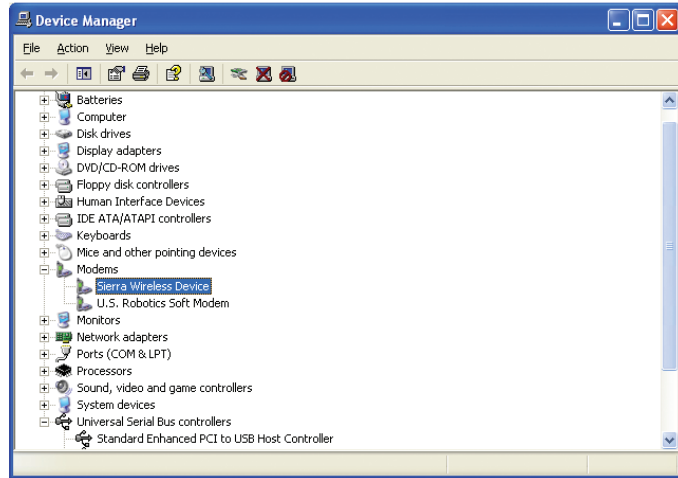 Device Manager
File Action View Help
Batteries
Computer
Disk drives
Display adapters
DVD/CD-ROM drives
Floppy disk controllers
Human Interface Devices
IDE ATA/ATAPI controllers
Keyboards
Mice and other pointing devices
Modems
Sierra Wireless Device
U.S. Robotics Soft Modem
Monitors
Network adapters
Ports (COM & LPT)
Processors
Sound, video and game controllers
System devices
Universal Serial Bus controllers
Standard Enhanced PCI to USB Host Controller